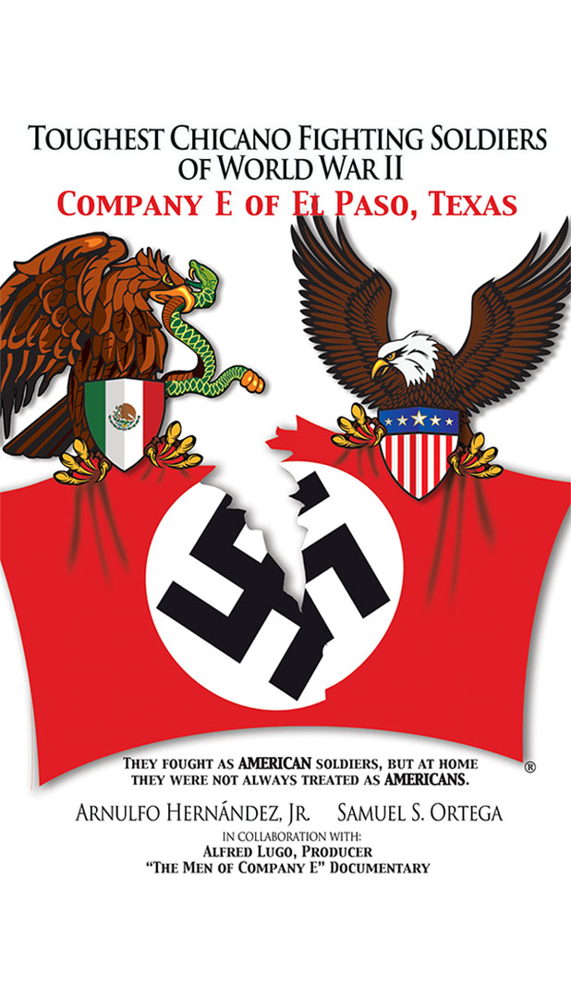 TOUGHEST CHICANO FIGHTING SOLDIERS
OF WORLD WAR II
COMPANY E OF EL PASO, TEXAS
THEY FOUGHT AS AMERICAN SOLDIERS, BUT AT HOME
THEY WERE NOT ALWAYS TREATED AS AMERICANS.
®
ARNULFO HERNÁNDEZ, JR. SAMUEL S. ORTEGA
IN COLLABORATION WITH:
ALFRED LUGO, PRODUCER
“THE MEN OF COMPANY E” DOCUMENTARY